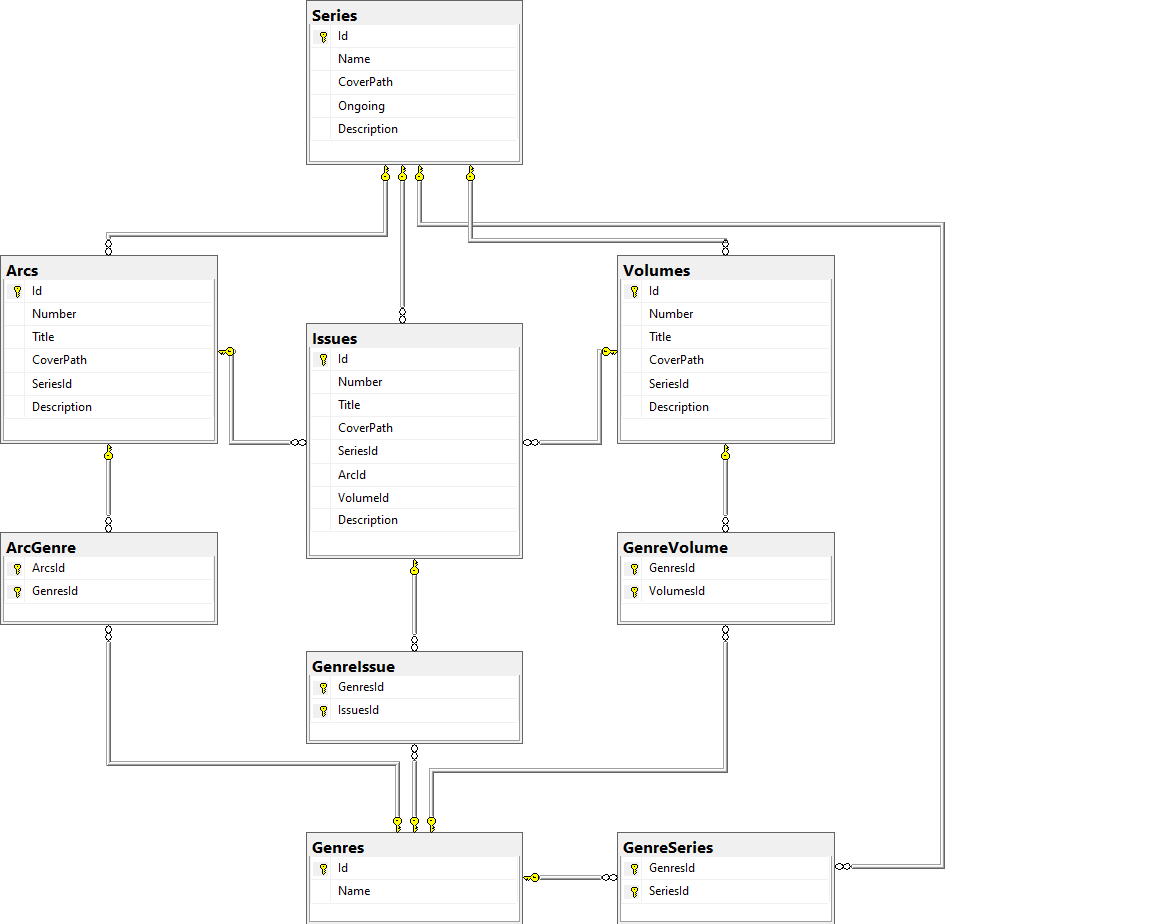 Series
Id
Name
CoverPath
Ongoing
Description
Arcs
Id
Number
Title
CoverPath
SeriesId
Description
Issues
Id
Number
Title
CoverPath
SeriesId
ArcId
VolumeId
Description
Volumes
Id
Number
Title
CoverPath
SeriesId
Description
ArcGenre
ArcsId
GenresId
GenreIssue
GenresId
IssuesId
GenreVolume
GenresId
VolumesId
Genres
Id
Name
GenreSeries
GenresId
SeriesId